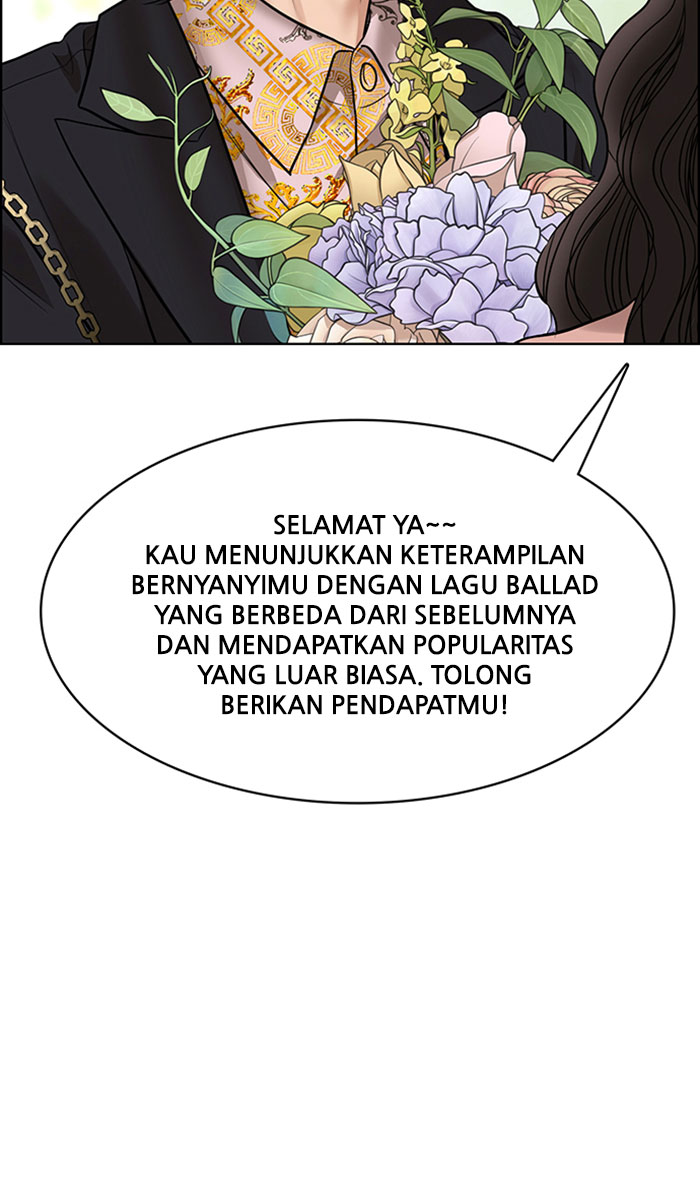 SELAMAT YA~~
KAU MENUNJUKKAN KETERAMPILAN
BERNYANYIMU DENGAN LAGU BALLAD
YANG BERBEDA DARI SEBELUMNYA
DAN MENDAPATKAN POPULARITAS
YANG LUAR BIASA. TOLONG
BERIKAN PENDAPATMU!